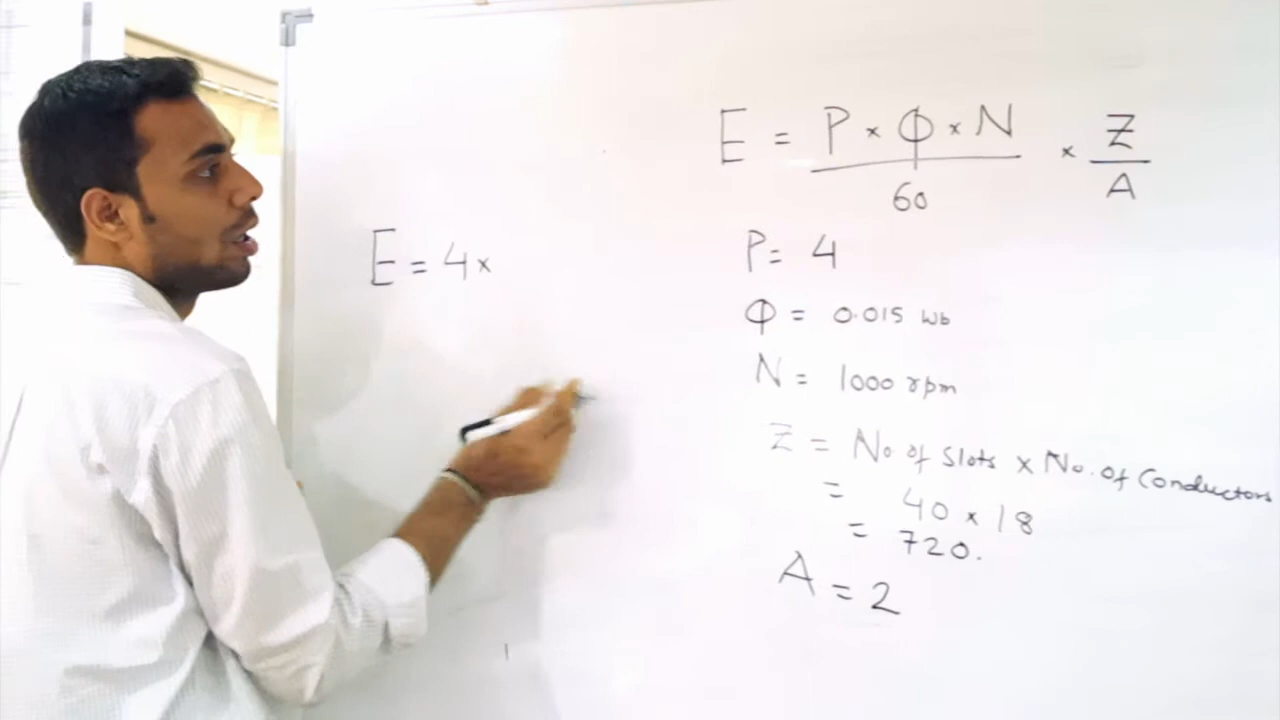 E = P × Φ × N / 60 × Z / A
E = 4 ×
P = 4
Φ = 0.015 Wb
N = 1000 rpm
Z = No of Slots × No. of Conductors
= 40 × 18
= 720.
A = 2